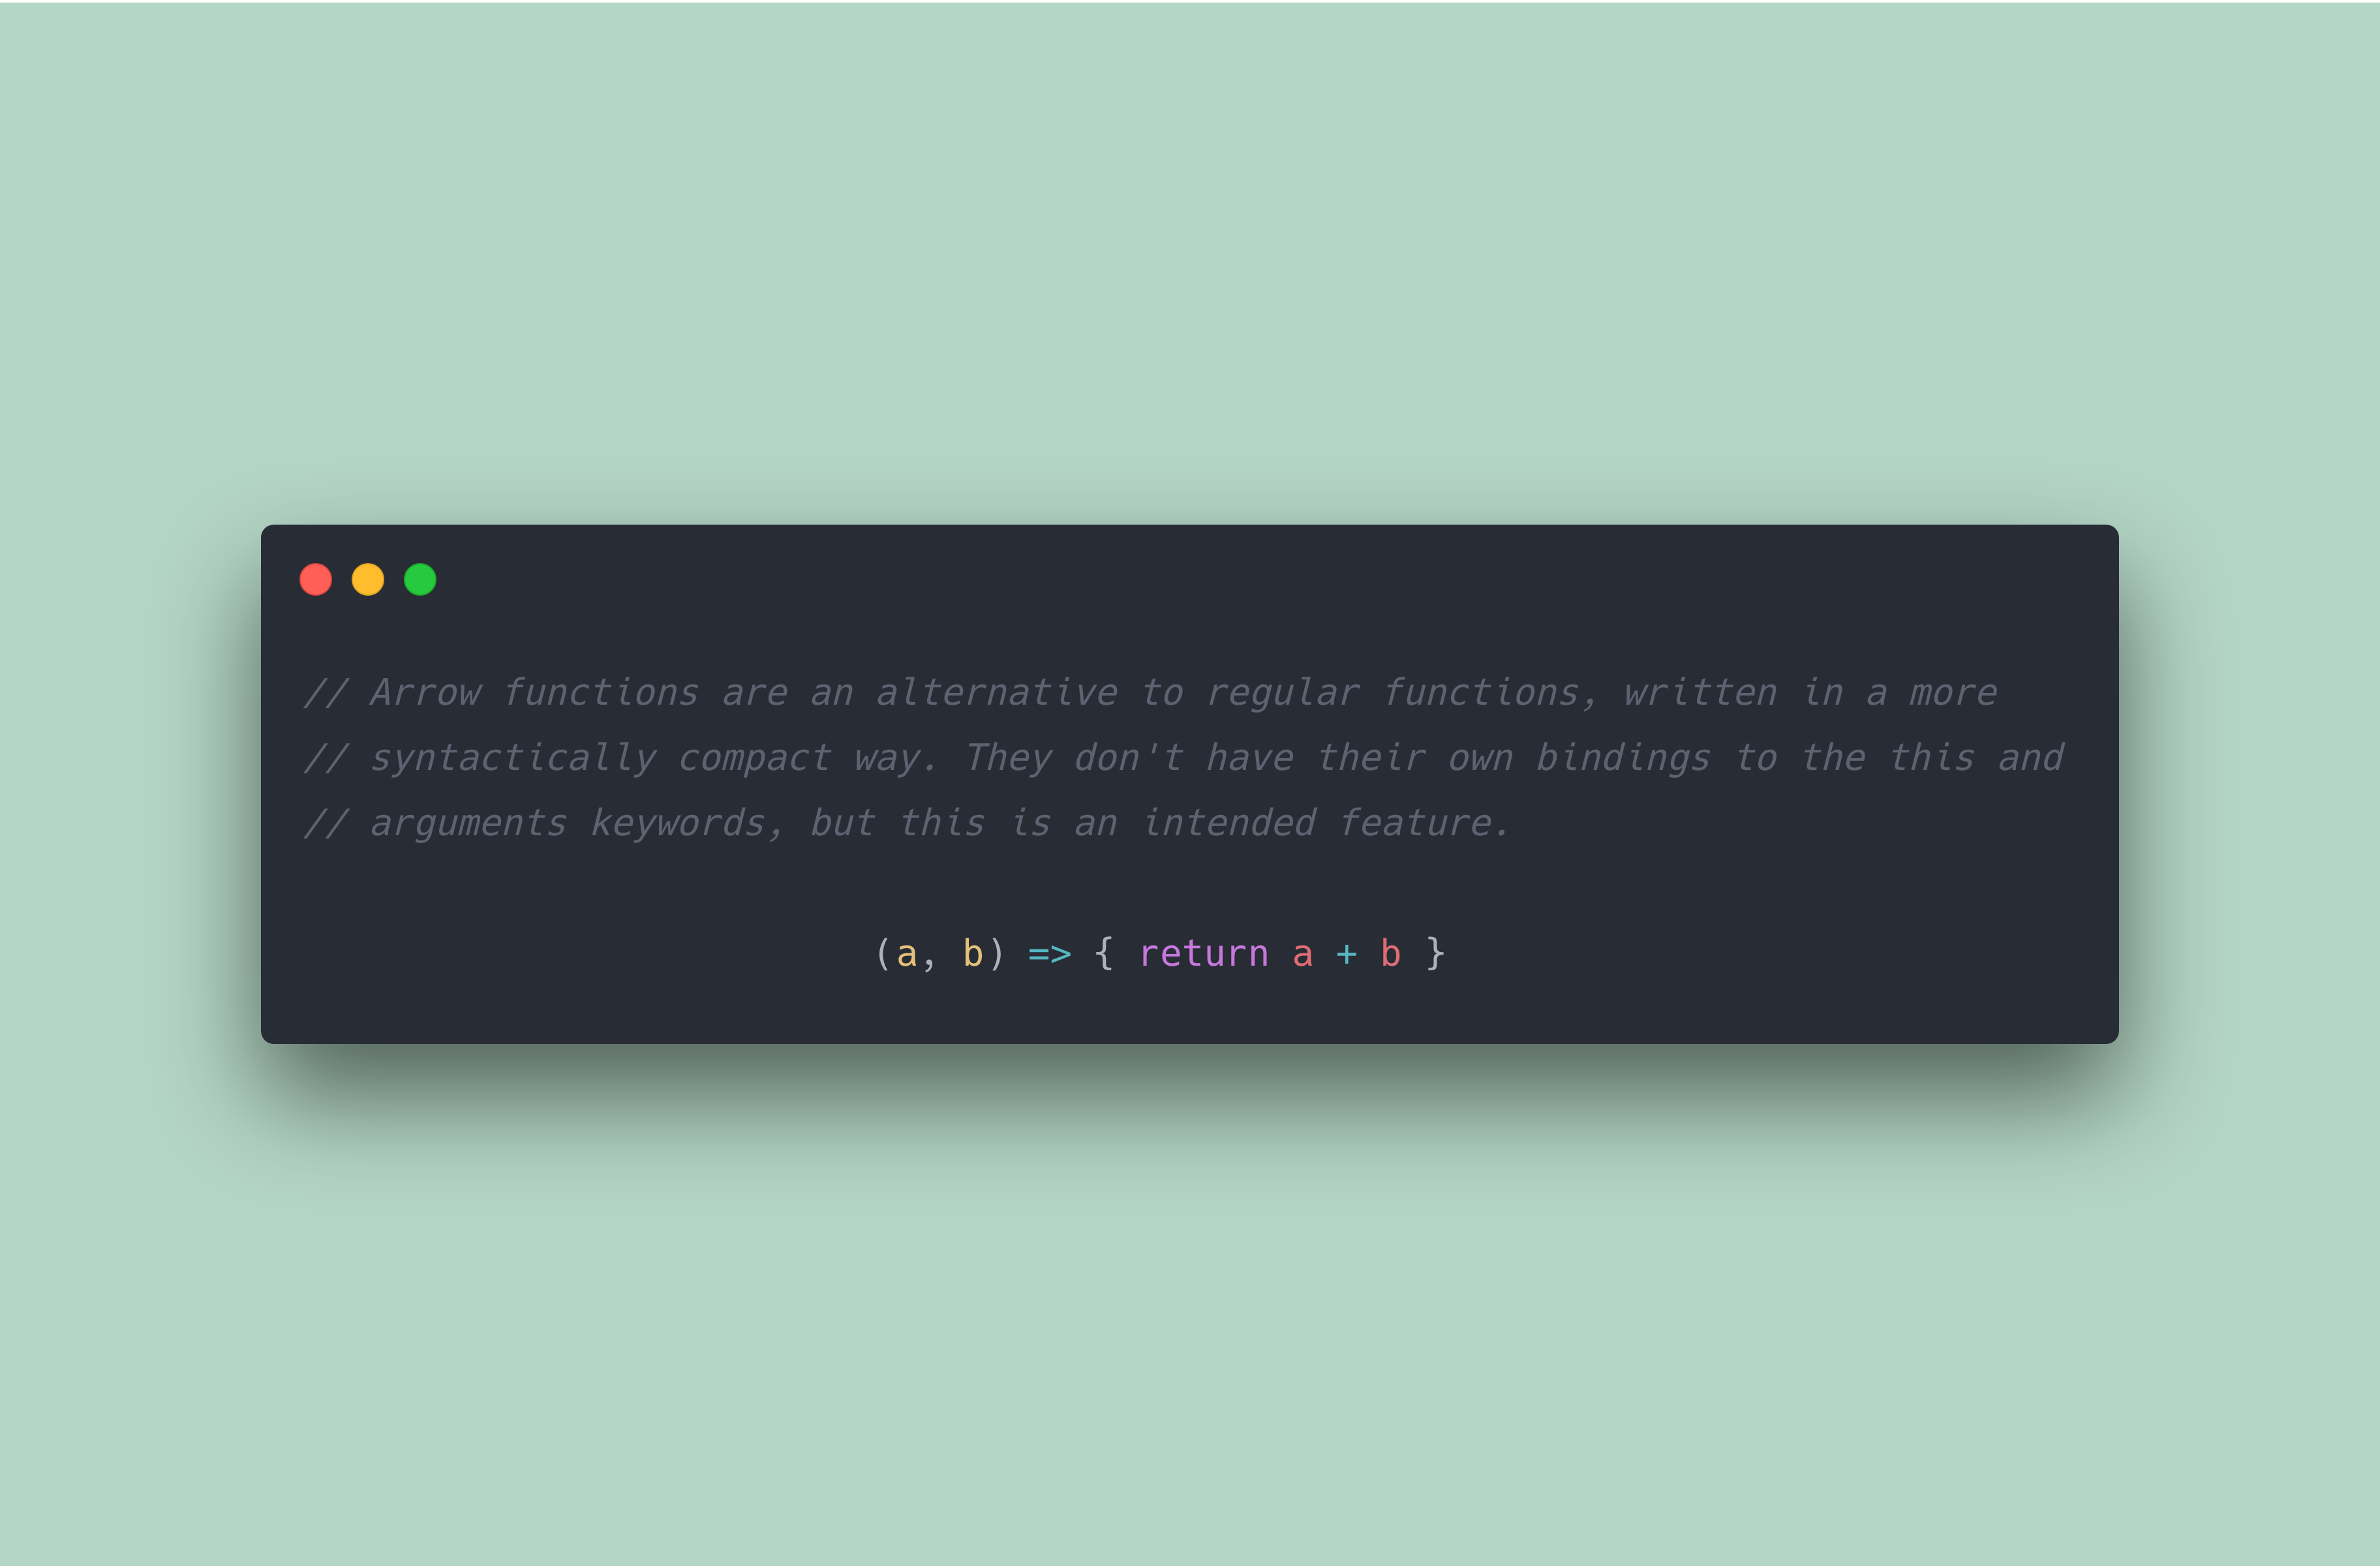 // Arrow functions are an alternative to regular functions, written in a more
// syntactically compact way. They don't have their own bindings to the this and
// arguments keywords, but this is an intended feature.
(a, b) => { return a + b }